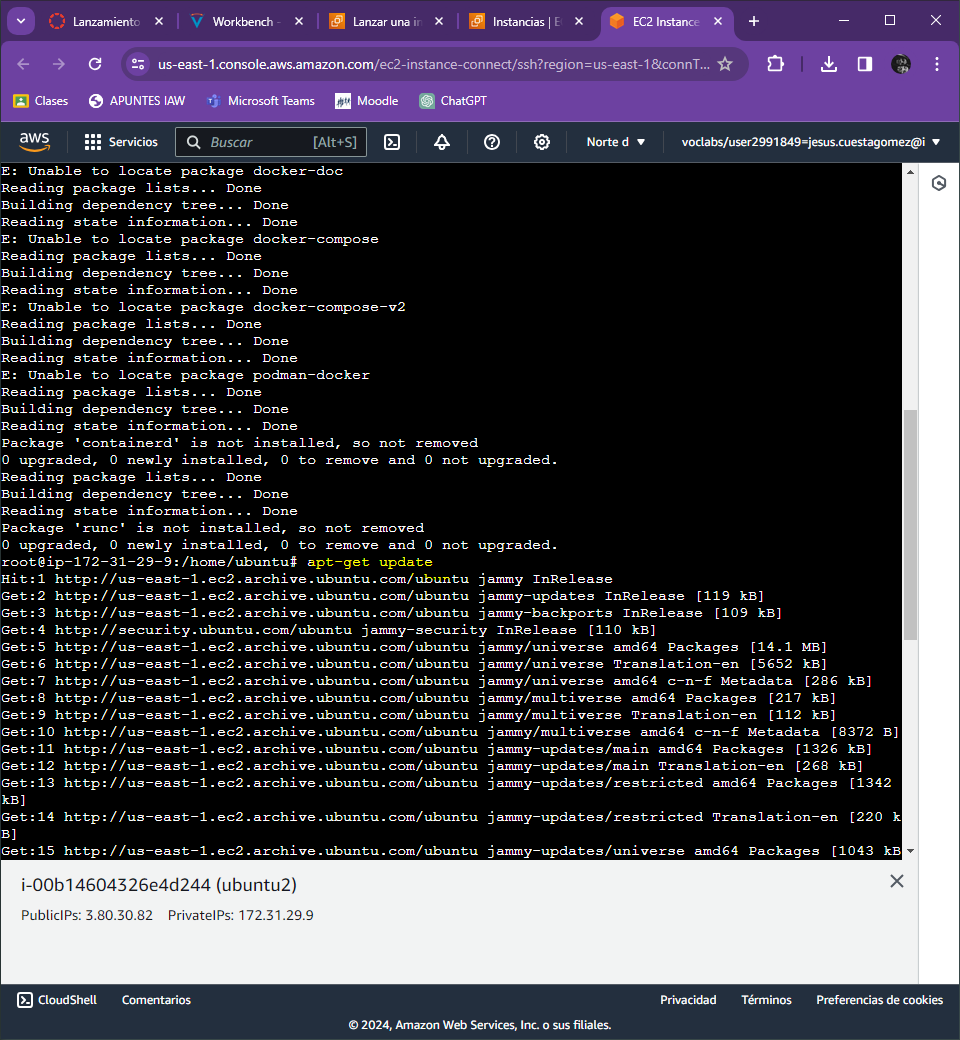 Lanzamiento
Workbench -
Lanzar una in
Instancias | E
EC2 Instance
us-east-1.console.aws.amazon.com/ec2-instance-connect/ssh?region=us-east-1&connT...
Clases
APUNTES IAW
Microsoft Teams
Moodle
ChatGPT
aws
Servicios
Buscar
[Alt+S]
Norte d
voclabs/user2991849=jesus.cuestagomez@i
E: Unable to locate package docker-doc
Reading package lists... Done
Building dependency tree... Done
Reading state information... Done
E: Unable to locate package docker-compose
Reading package lists... Done
Building dependency tree... Done
Reading state information... Done
E: Unable to locate package docker-compose-v2
Reading package lists... Done
Building dependency tree... Done
Reading state information... Done
E: Unable to locate package podman-docker
Reading package lists... Done
Building dependency tree... Done
Reading state information... Done
Package 'containerd' is not installed, so not removed
0 upgraded, 0 newly installed, 0 to remove and 0 not upgraded.
Reading package lists... Done
Building dependency tree... Done
Reading state information... Done
Package 'runc' is not installed, so not removed
0 upgraded, 0 newly installed, 0 to remove and 0 not upgraded.
root@ip-172-31-29-9:/home/ubuntu# apt-get update
Hit:1 http://us-east-1.ec2.archive.ubuntu.com/ubuntu jammy InRelease
Get:2 http://us-east-1.ec2.archive.ubuntu.com/ubuntu jammy-updates InRelease [119 kB]
Get:3 http://us-east-1.ec2.archive.ubuntu.com/ubuntu jammy-backports InRelease [109 kB]
Get:4 http://security.ubuntu.com/ubuntu jammy-security InRelease [110 kB]
Get:5 http://us-east-1.ec2.archive.ubuntu.com/ubuntu jammy/universe amd64 Packages [14.1 MB]
Get:6 http://us-east-1.ec2.archive.ubuntu.com/ubuntu jammy/universe Translation-en [5652 kB]
Get:7 http://us-east-1.ec2.archive.ubuntu.com/ubuntu jammy/universe amd64 c-n-f Metadata [286 kB]
Get:8 http://us-east-1.ec2.archive.ubuntu.com/ubuntu jammy/multiverse amd64 Packages [217 kB]
Get:9 http://us-east-1.ec2.archive.ubuntu.com/ubuntu jammy/multiverse Translation-en [112 kB]
Get:10 http://us-east-1.ec2.archive.ubuntu.com/ubuntu jammy/multiverse amd64 c-n-f Metadata [8372 B]
Get:11 http://us-east-1.ec2.archive.ubuntu.com/ubuntu jammy-updates/main amd64 Packages [1326 kB]
Get:12 http://us-east-1.ec2.archive.ubuntu.com/ubuntu jammy-updates/main Translation-en [268 kB]
Get:13 http://us-east-1.ec2.archive.ubuntu.com/ubuntu jammy-updates/restricted amd64 Packages [1342
kB]
Get:14 http://us-east-1.ec2.archive.ubuntu.com/ubuntu jammy-updates/restricted Translation-en [220 k
B]
Get:15 http://us-east-1.ec2.archive.ubuntu.com/ubuntu jammy-updates/universe amd64 Packages [1043 kB
i-00b14604326e4d244 (ubuntu2)
PublicIPs: 3.80.30.82 PrivateIPs: 172.31.29.9
CloudShell
Comentarios
Privacidad
Términos
Preferencias de cookies
© 2024, Amazon Web Services, Inc. o sus filiales.